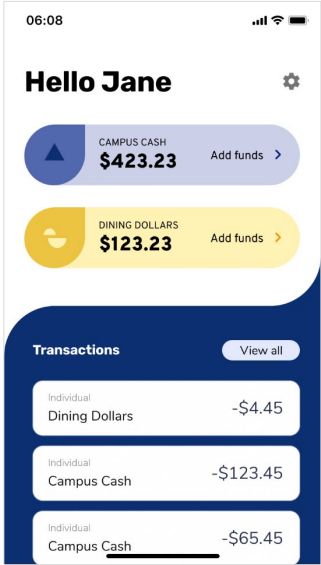 06:08
Hello Jane
CAMPUS CASH
$423.23
Add funds
DINING DOLLARS
$123.23
Add funds
Transactions
View all
Individual
Dining Dollars
-$4.45
Individual
Campus Cash
-$123.45
Individual
Campus Cash
-$65.45